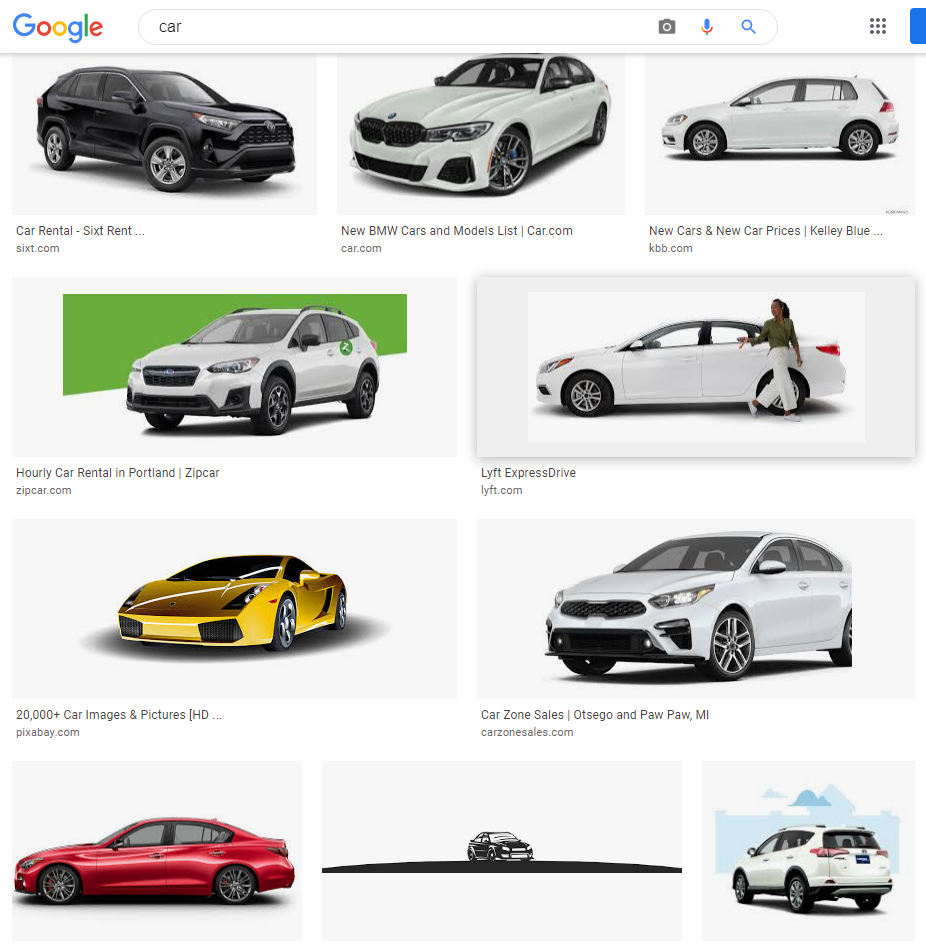 Google
car
Car Rental - Sixt Rent ...
sixt.com
New BMW Cars and Models List | Car.com
car.com
New Cars & New Car Prices | Kelley Blue ...
kbb.com
Hourly Car Rental in Portland | Zipcar
zipcar.com
Lyft ExpressDrive
lyft.com
20,000+ Car Images & Pictures [HD ...
pixabay.com
Car Zone Sales | Otsego and Paw Paw, MI
carzonesales.com